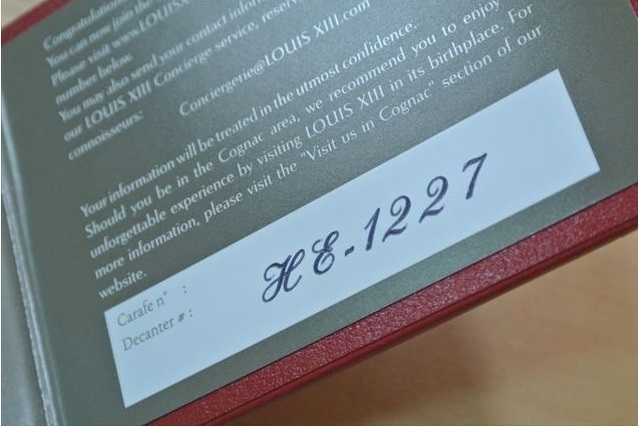 Congratulations
You can now join the
Please visit www.LOUIS
number below.
You may also send your contact
our LOUIS XIII Concierge service, reserved
connoisseurs:
Conciergerie@LOUIS XIII.com
Your information will be treated in the utmost confidence.
Should you be in the Cognac area, we recommend you to enjoy
unforgettable experience by visiting LOUIS XIII in its birthplace. For
more information, please visit the "Visit us in Cognac" section of our
website.
Carafe n° :
Decanter # :
HE-1227